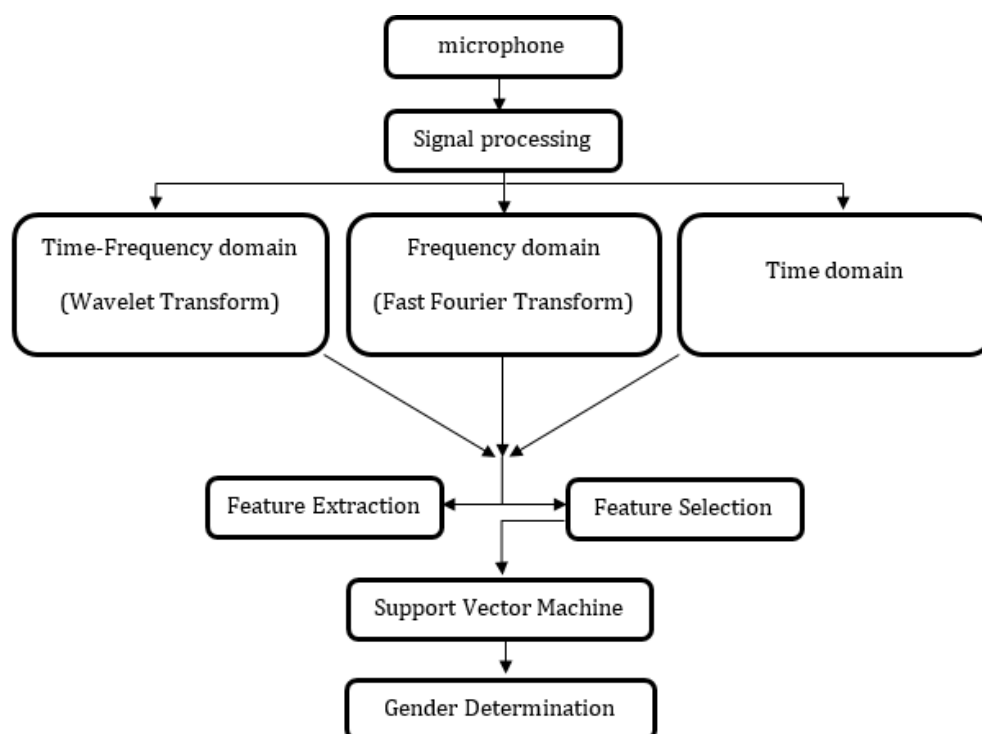 microphone
Signal processing
Time-Frequency domain
(Wavelet Transform)
Frequency domain
(Fast Fourier Transform)
Time domain
Feature Extraction
Feature Selection
Support Vector Machine
Gender Determination